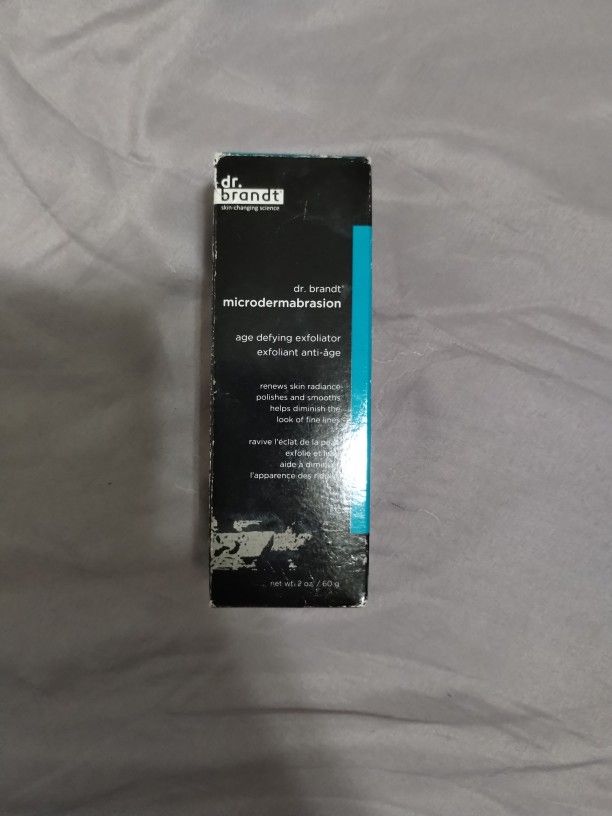 dr.
brandt
skin-changing science
dr. brandt®
microdermabrasion
age defying exfoliator
exfoliant anti-âge
renews skin radiance
polishes and smooths
helps diminish the
look of fine lines
ravive l'éclat de la
exfolie et
aide à
l'apparence des
net wt. 2 oz. / 60 g